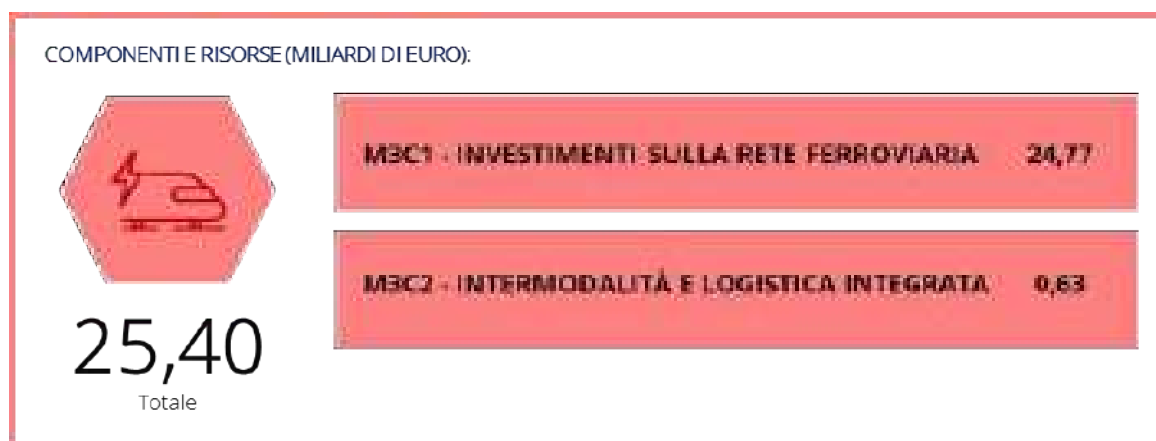 COMPONENTI E RISORSE (MILIARDI DI EURO):
M3C1 - INVESTIMENTI SULLA RETE FERROVIARIA 24,77
M3C2 - INTERMODALITÀ E LOGISTICA INTEGRATA 0,63
25,40
Totale